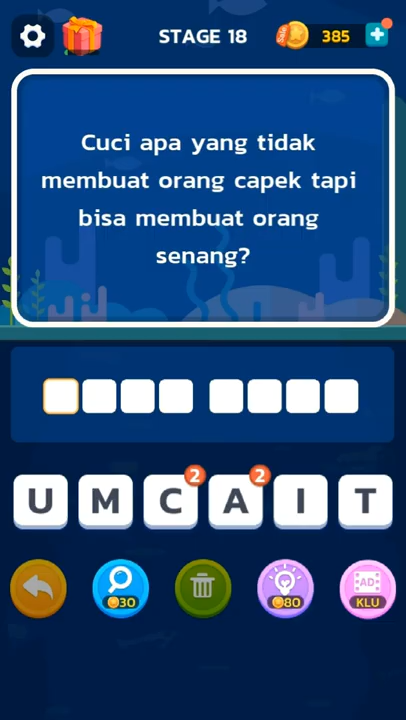 STAGE 18
Sale
385
Cuci apa yang tidak
membuat orang capek tapi
bisa membuat orang
senang?
2 2
U M C A I T
30 80 AD
KLU